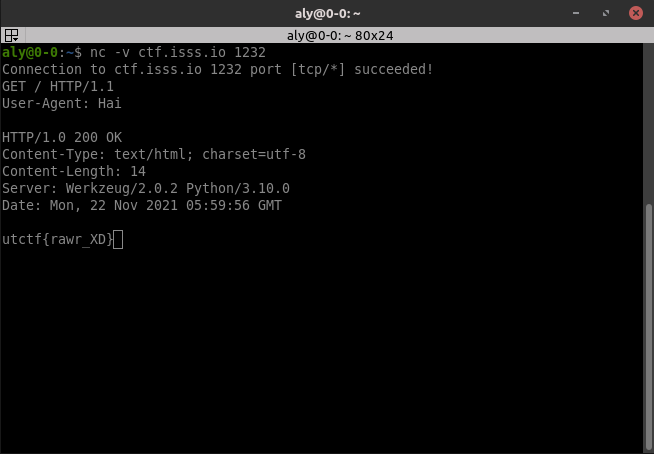 aly@0-0: ~
aly@0-0: ~ 80x24
aly@0-0:~$ nc -v ctf.isss.io 1232
Connection to ctf.isss.io 1232 port [tcp/*] succeeded!
GET / HTTP/1.1
User-Agent: Hai
HTTP/1.0 200 OK
Content-Type: text/html; charset=utf-8
Content-Length: 14
Server: Werkzeug/2.0.2 Python/3.10.0
Date: Mon, 22 Nov 2021 05:59:56 GMT
utctf{rawr_XD}